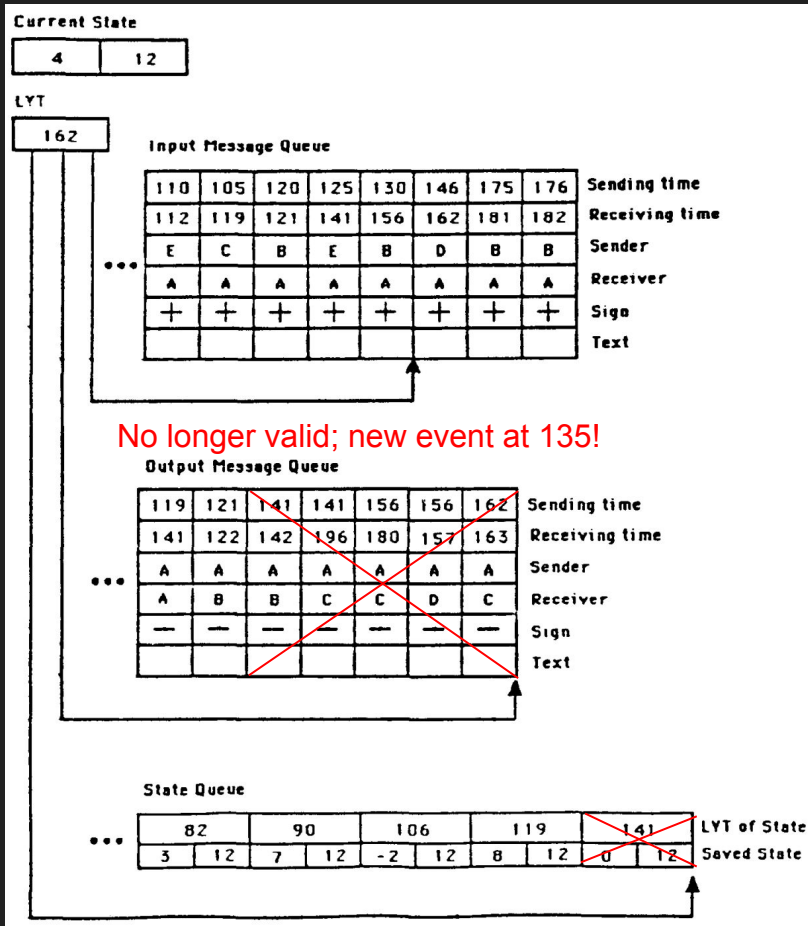 Current State
4 12
LVT
162
Input Message Queue
110 105 120 125 130 146 175 176 Sending time
112 119 121 141 156 162 181 182 Receiving time
E C B E B D B B Sender
... A A A A A A A A Receiver
+ + + + + + + + Sign
Text
No longer valid; new event at 135!
Output Message Queue
119 121 141 141 156 156 162 Sending time
141 122 142 196 180 157 163 Receiving time
A A A A A A A Sender
... A B B C C D C Receiver
— — — — — — — Sign
Text
State Queue
... 82 90 106 119 141 LVT of State
3 12 7 12 -2 12 8 12 0 12 Saved State